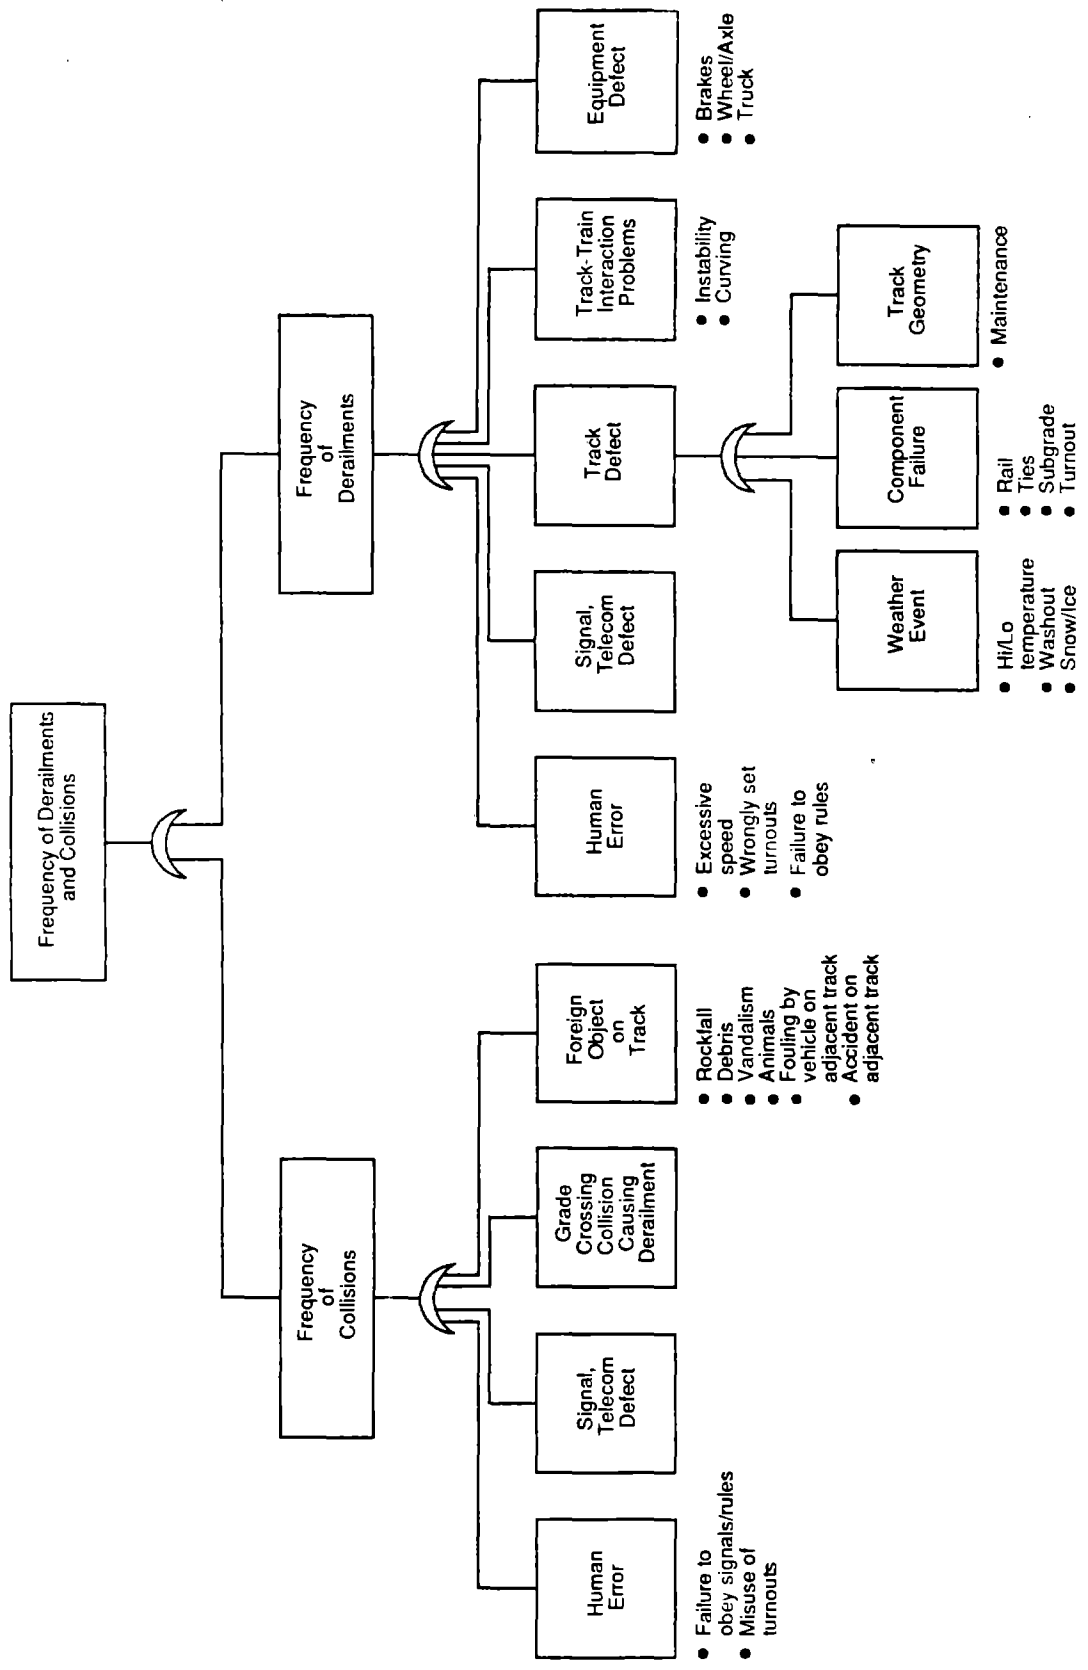 Frequency of Derailments
and Collisions
Frequency
of
Collisions
Frequency
of
Derailments
Human
Error
Signal,
Telecom
Defect
Grade
Crossing
Collision
Causing
Derailment
Foreign
Object
on
Track
Human
Error
Signal,
Telecom
Defect
Track
Defect
Track-Train
Interaction
Problems
Equipment
Defect
• Failure to
obey signals/rules
• Misuse of
turnouts
• Rockfall
• Debris
• Vandalism
• Animals
• Fouling by
vehicle on
adjacent track
• Accident on
adjacent track
• Excessive
speed
• Wrongly set
turnouts
• Failure to
obey rules
• Instability
• Curving
• Brakes
• Wheel/Axle
• Truck
Weather
Event
Component
Failure
Track
Geometry
• Hi/Lo
temperature
• Washout
• Snow/Ice
• Rail
• Ties
• Subgrade
• Turnout
• Maintenance